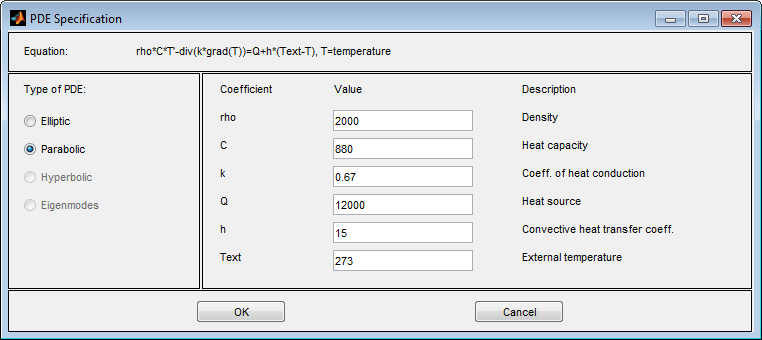 PDE Specification
Equation: rho*C*T'-div(k*grad(T))=Q+h*(Text-T), T=temperature
Type of PDE:
Elliptic
Parabolic
Hyperbolic
Eigenmodes
Coefficient Value Description
rho 2000 Density
C 880 Heat capacity
k 0.67 Coeff. of heat conduction
Q 12000 Heat source
h 15 Convective heat transfer coeff.
Text 273 External temperature
OK Cancel